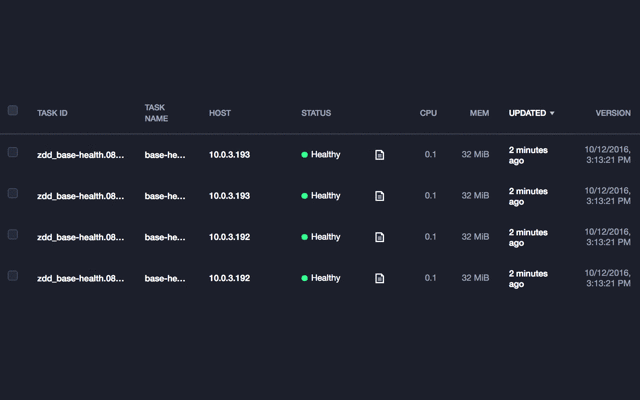 TASK ID TASK NAME HOST STATUS CPU MEM UPDATED VERSION
zdd_base-health.08... base-he... 10.0.3.193 Healthy 0.1 32 MiB 2 minutes ago 10/12/2016, 3:13:21 PM
zdd_base-health.08... base-he... 10.0.3.193 Healthy 0.1 32 MiB 2 minutes ago 10/12/2016, 3:13:21 PM
zdd_base-health.08... base-he... 10.0.3.192 Healthy 0.1 32 MiB 2 minutes ago 10/12/2016, 3:13:21 PM
zdd_base-health.08... base-he... 10.0.3.192 Healthy 0.1 32 MiB 2 minutes ago 10/12/2016, 3:13:21 PM